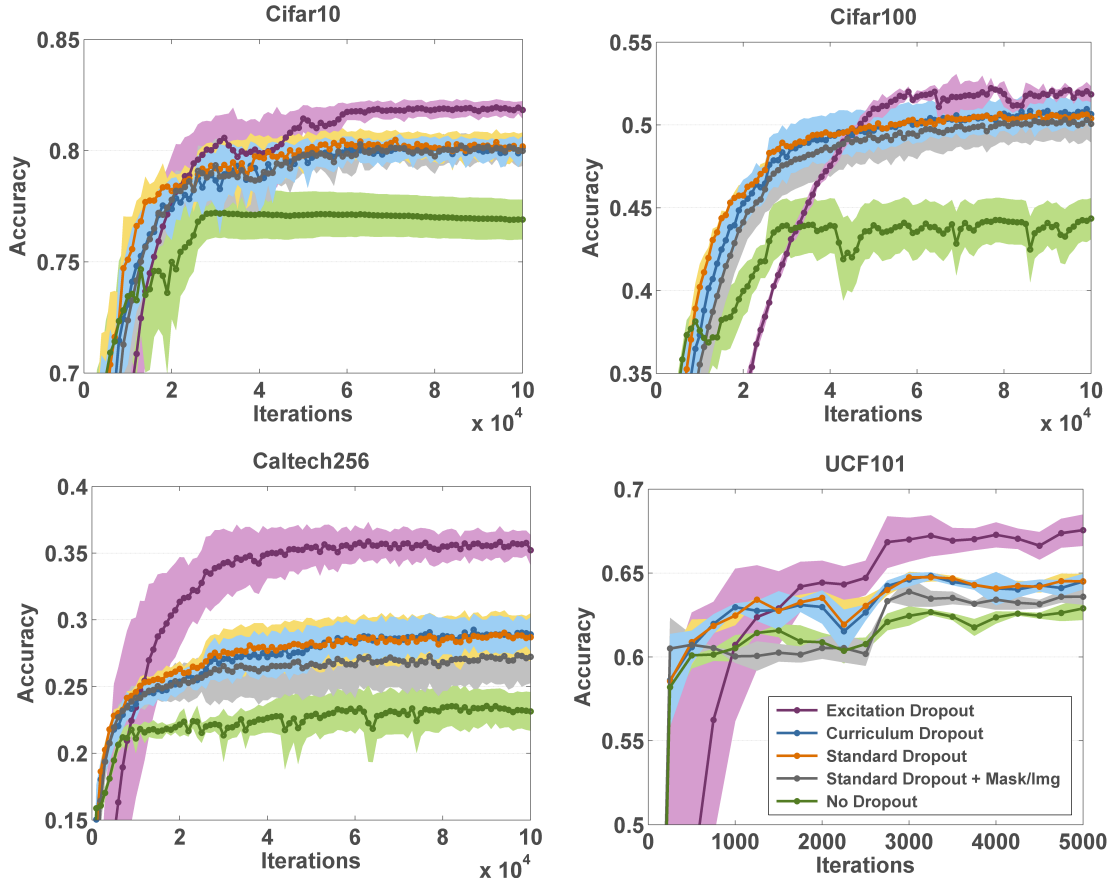 Cifar10
0.85
0.8
0.75
0.7
Accuracy
0 2 4 6 8 10
Iterations
x 10^4
Cifar100
0.55
0.5
0.45
0.4
0.35
Accuracy
0 2 4 6 8 10
Iterations
x 10^4
Caltech256
0.4
0.35
0.3
0.25
0.2
0.15
Accuracy
0 2 4 6 8 10
Iterations
x 10^4
UCF101
0.7
0.65
0.6
0.55
0.5
Accuracy
Excitation Dropout
Curriculum Dropout
Standard Dropout
Standard Dropout + Mask/Img
No Dropout
0 1000 2000 3000 4000 5000
Iterations